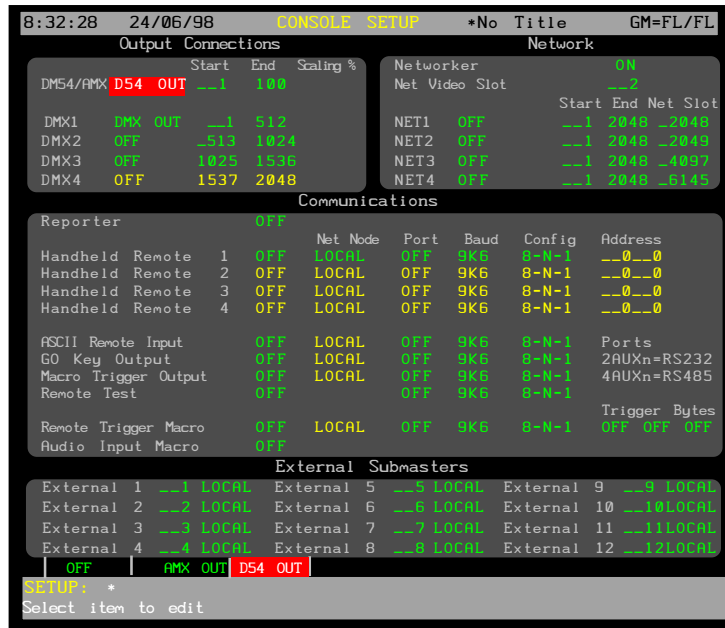 8:32:28 24/06/98 CONSOLE SETUP *No Title GM=FL/FL
Output Connections
Start End Scaling %
DM54/AMX D54 OUT __1 100
DMX1 DMX OUT __1 512
DMX2 OFF _513 1024
DMX3 OFF 1025 1536
DMX4 OFF 1537 2048
Network
Networker ON
Net Video Slot __2
Start End Net Slot
NET1 OFF __1 2048 _2048
NET2 OFF __1 2048 _2049
NET3 OFF __1 2048 _4097
NET4 OFF __1 2048 _6145
Communications
Reporter OFF
Net Node Port Baud Config Address
Handheld Remote 1 OFF LOCAL OFF 9K6 8-N-1 __0__0
Handheld Remote 2 OFF LOCAL OFF 9K6 8-N-1 __0__0
Handheld Remote 3 OFF LOCAL OFF 9K6 8-N-1 __0__0
Handheld Remote 4 OFF LOCAL OFF 9K6 8-N-1 __0__0
ASCII Remote Input OFF LOCAL OFF 9K6 8-N-1 Ports
GO Key Output OFF LOCAL OFF 9K6 8-N-1 2AUXn=RS232
Macro Trigger Output OFF LOCAL OFF 9K6 8-N-1 4AUXn=RS485
Remote Test OFF OFF 9K6 8-N-1
Trigger Bytes
Remote Trigger Macro OFF LOCAL OFF 9K6 8-N-1 OFF OFF OFF
Audio Input Macro OFF
External Submasters
External 1 __1 LOCAL External 5 __5 LOCAL External 9 __9 LOCAL
External 2 __2 LOCAL External 6 __6 LOCAL External 10 __10LOCAL
External 3 __3 LOCAL External 7 __7 LOCAL External 11 __11LOCAL
External 4 __4 LOCAL External 8 __8 LOCAL External 12 __12LOCAL
OFF AMX OUT D54 OUT
SETUP: *
Select item to edit